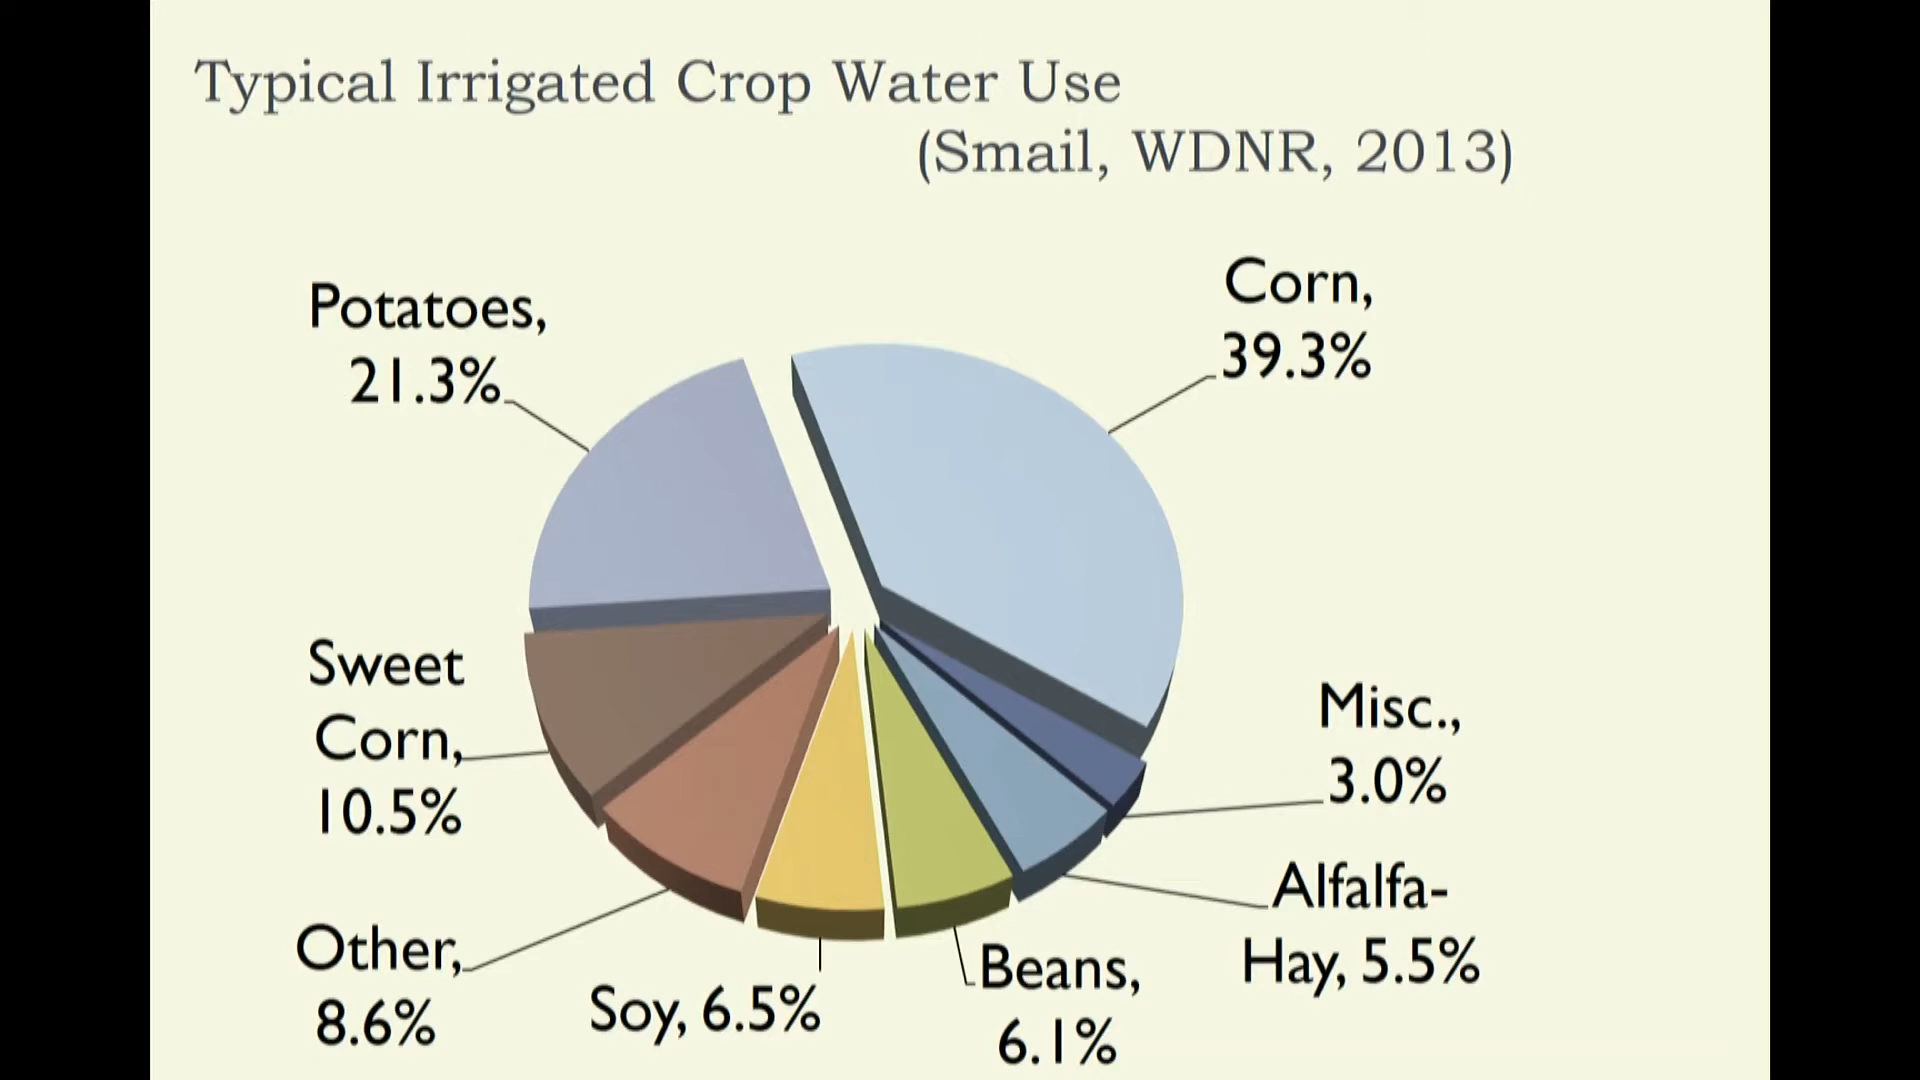 Typical Irrigated Crop Water Use
(Smail, WDNR, 2013)
Potatoes,
21.3%
Corn,
39.3%
Sweet
Corn,
10.5%
Misc.,
3.0%
Other,
8.6%
Soy, 6.5%
Beans,
6.1%
Alfalfa-
Hay, 5.5%